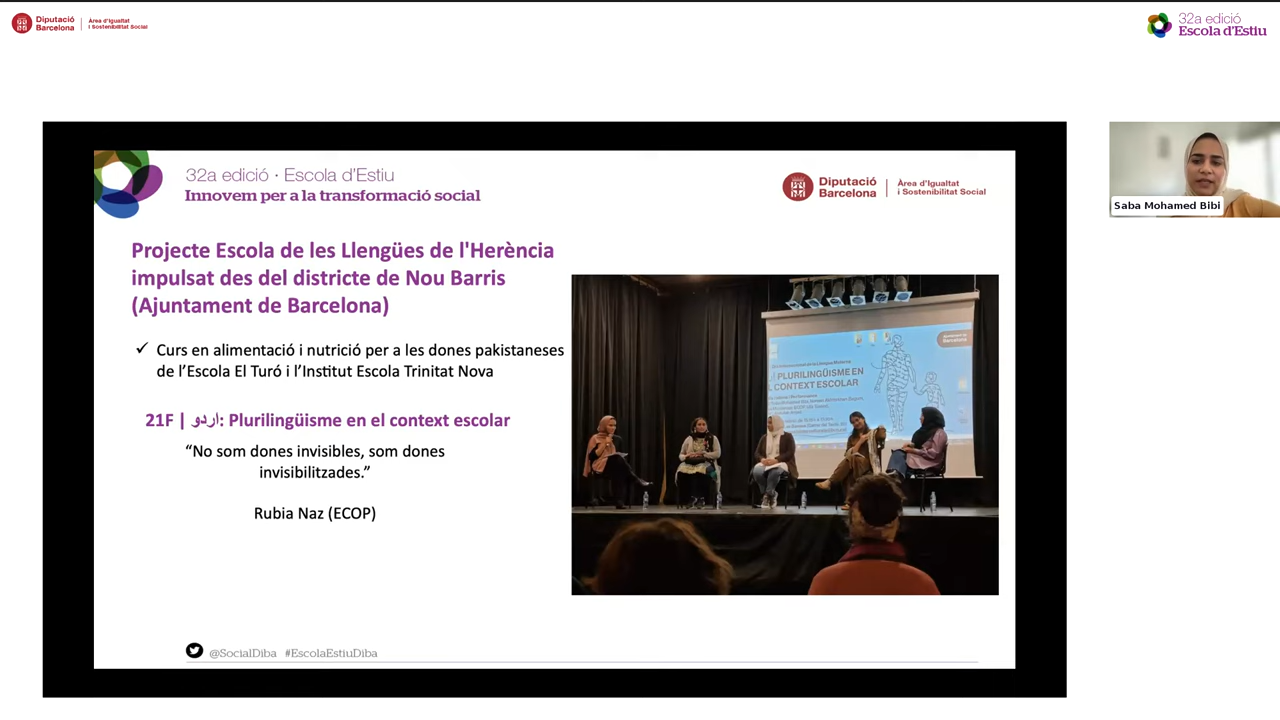 Diputació
Barcelona
Àrea d'Igualtat
i Sostenibilitat Social
32a edició
Escola d'Estiu
32a edició · Escola d'Estiu
Innovem per a la transformació social
Diputació
Barcelona
Àrea d'Igualtat
i Sostenibilitat Social
Projecte Escola de les Llengües de l'Herència
impulsat des del districte de Nou Barris
(Ajuntament de Barcelona)
✓ Curs en alimentació i nutrició per a les dones pakistaneses
de l'Escola El Turó i l'Institut Escola Trinitat Nova
21F | اردو: Plurilingüisme en el context escolar
“No som dones invisibles, som dones
invisibilitzades.”
Rubia Naz (ECOP)
PLURILINGÜISME EN
CONTEXT ESCOLAR
Saba Mohamed Bibi
@SocialDiba #EscolaEstiuDiba